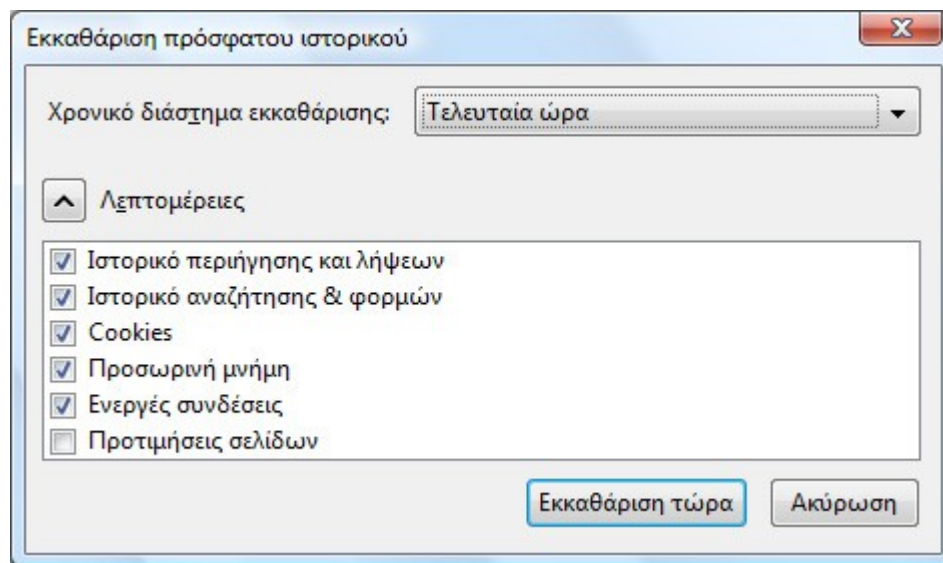 Εκκαθάριση πρόσφατου ιστορικού
Χρονικό διάστημα εκκαθάρισης: Τελευταία ώρα
Λεπτομέρειες
Ιστορικό περιήγησης και λήψεων
Ιστορικό αναζήτησης & φορμών
Cookies
Προσωρινή μνήμη
Ενεργές συνδέσεις
Προτιμήσεις σελίδων
Εκκαθάριση τώρα Ακύρωση